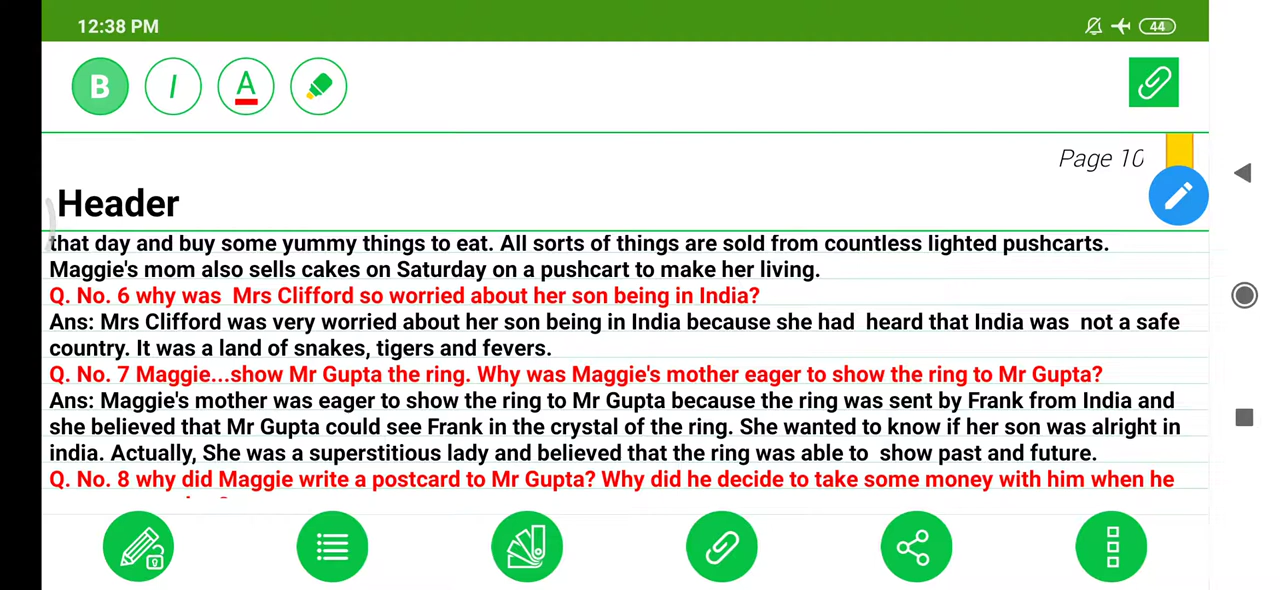 12:38 PM
44
B I A
Page 10
Header
that day and buy some yummy things to eat. All sorts of things are sold from countless lighted pushcarts.
Maggie's mom also sells cakes on Saturday on a pushcart to make her living.
Q. No. 6 why was  Mrs Clifford so worried about her son being in India?
Ans: Mrs Clifford was very worried about her son being in India because she had  heard that India was  not a safe
country. It was a land of snakes, tigers and fevers.
Q. No. 7 Maggie...show Mr Gupta the ring. Why was Maggie's mother eager to show the ring to Mr Gupta?
Ans: Maggie's mother was eager to show the ring to Mr Gupta because the ring was sent by Frank from India and
she believed that Mr Gupta could see Frank in the crystal of the ring. She wanted to know if her son was alright in
india. Actually, She was a superstitious lady and believed that the ring was able to  show past and future.
Q. No. 8 why did Maggie write a postcard to Mr Gupta? Why did he decide to take some money with him when he